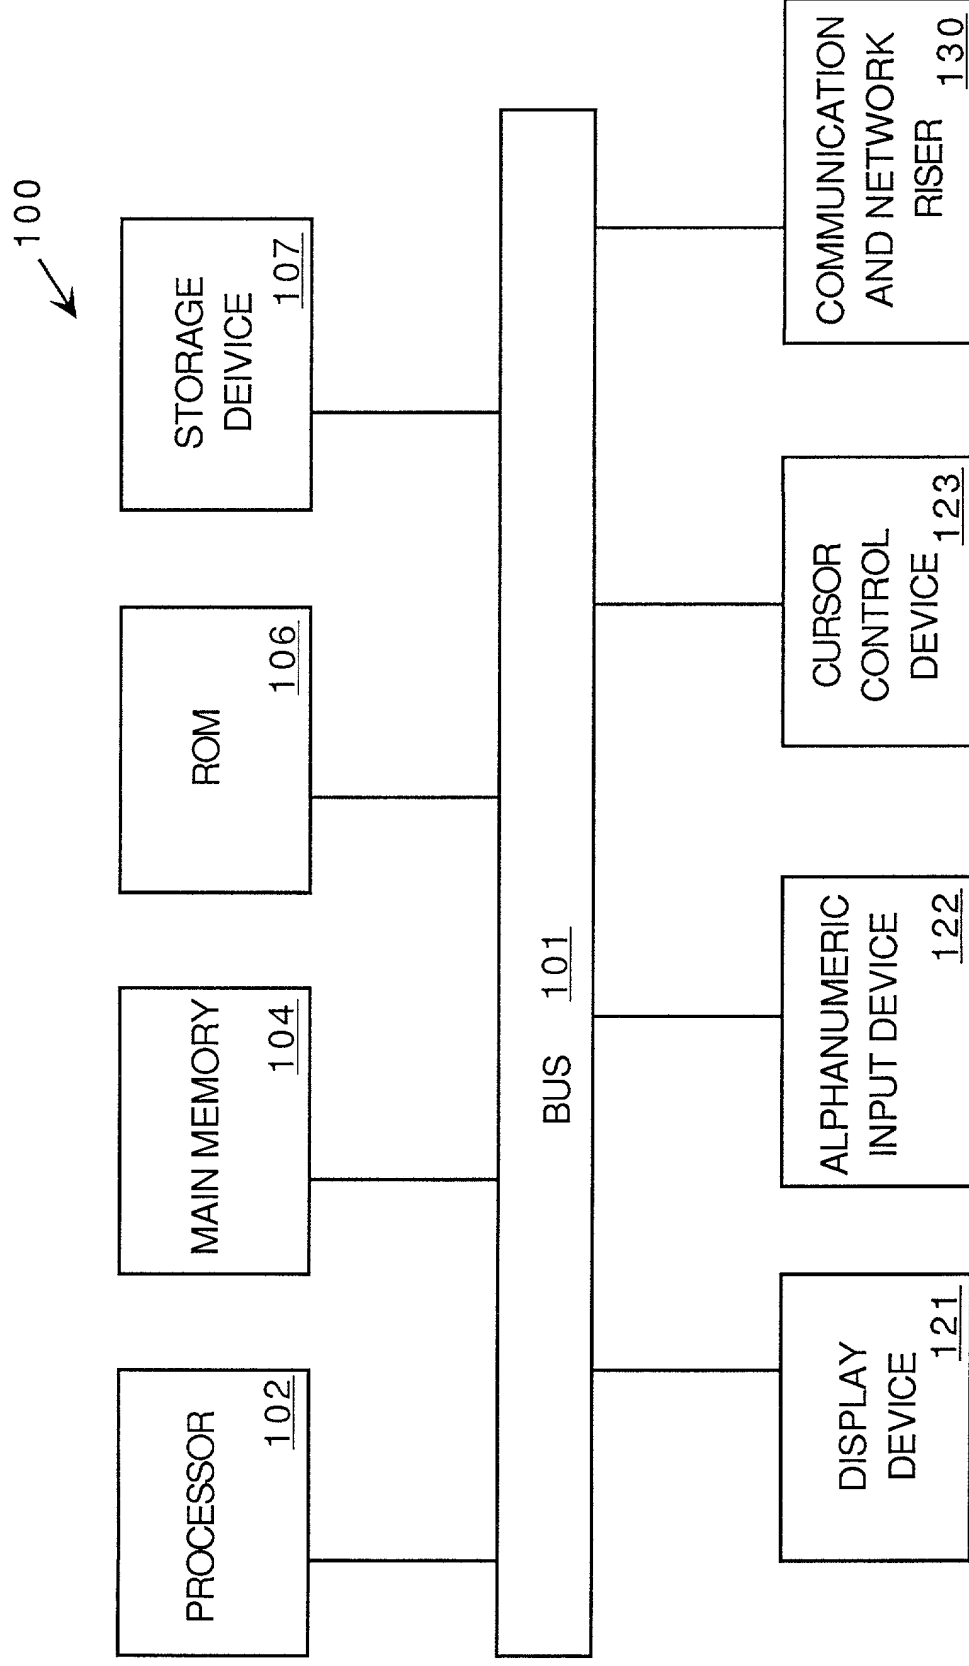 100
PROCESSOR
102
MAIN MEMORY
104
ROM
106
STORAGE
DEIVICE
107
BUS 101
DISPLAY
DEVICE
121
ALPHANUMERIC
INPUT DEVICE
122
CURSOR
CONTROL
DEVICE
123
COMMUNICATION
AND NETWORK
RISER
130